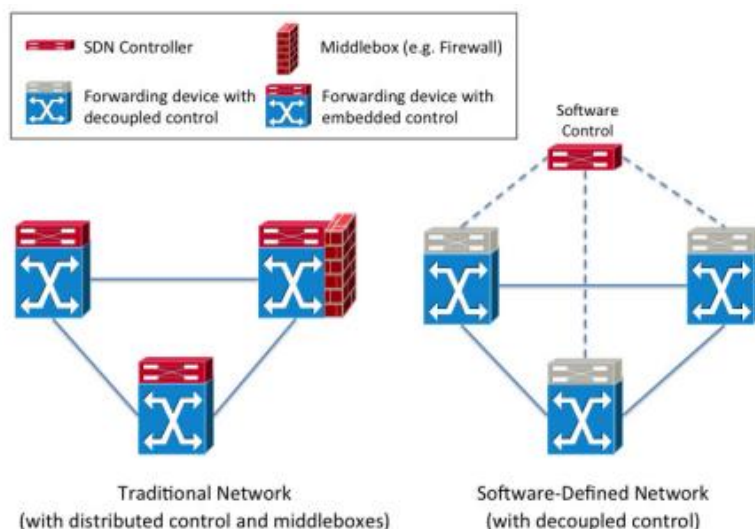 SDN Controller
Middlebox (e.g. Firewall)
Forwarding device with
decoupled control
Forwarding device with
embedded control
Software
Control
Traditional Network
(with distributed control and middleboxes)
Software-Defined Network
(with decoupled control)